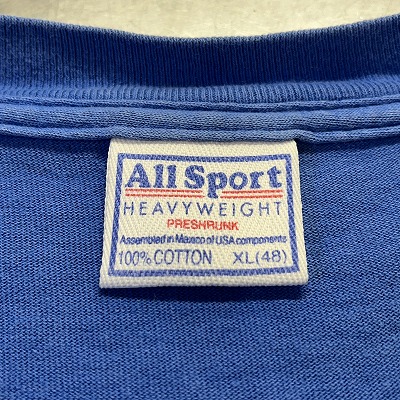 All Sport
HEAVYWEIGHT
PRESHRUNK
Assembled in Mexico of USA components
100% COTTON XL(48)